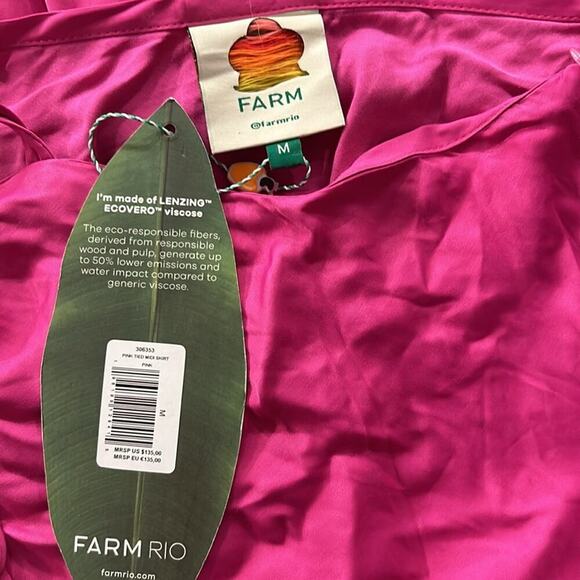 FARM
@farmrio
M
I'm made of LENZING™
ECOVERO™ viscose
The eco-responsible fibers,
derived from responsible
wood and pulp, generate up
to 50% lower emissions and
water impact compared to
generic viscose.
306353
PINK TIED MIDI SKIRT
PINK
M
MRSP US $135,00
MRSP EU €135,00
FARM RIO
farmrio.com